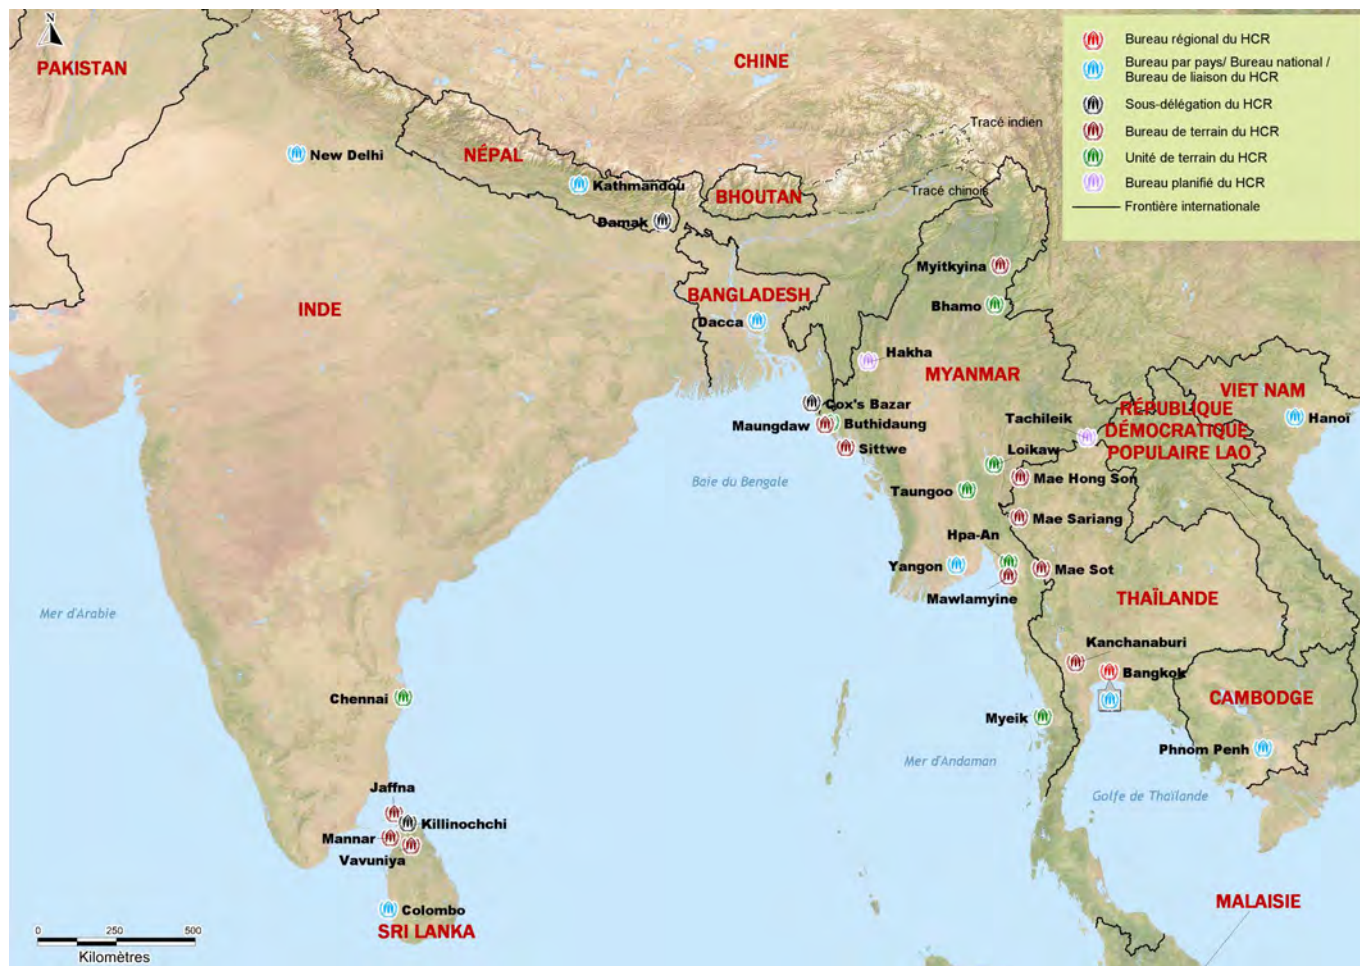 N
PAKISTAN
CHINE
Bureau régional du HCR
Bureau par pays/ Bureau national /
Bureau de liaison du HCR
Sous-délégation du HCR
Bureau de terrain du HCR
Unité de terrain du HCR
Bureau planifié du HCR
Frontière internationale
Tracé indien
New Delhi
NÉPAL
Kathmandou
BHOUTAN
Tracé chinois
Damak
Myitkyina
BANGLADESH
INDE
Bhamo
Dacca
Hakha
MYANMAR
VIET NAM
Cox's Bazar
RÉPUBLIQUE
DÉMOCRATIQUE
POPULAIRE LAO
Tachileik
Hanoï
Maungdaw
Buthidaung
Sittwe
Loikaw
Baie du Bengale
Mae Hong Son
Taungoo
Mae Sariang
Hpa-An
Yangon
Mae Sot
Mawlamyine
THAÏLANDE
Mer d'Arabie
Kanchanaburi
Bangkok
Chennai
CAMBODGE
Myeik
Phnom Penh
Mer d'Andaman
Golfe de Thaïlande
Jaffna
Killinochchi
Mannar
Vavuniya
Colombo
SRI LANKA
MALAISIE
0 250 500
Kilomètres